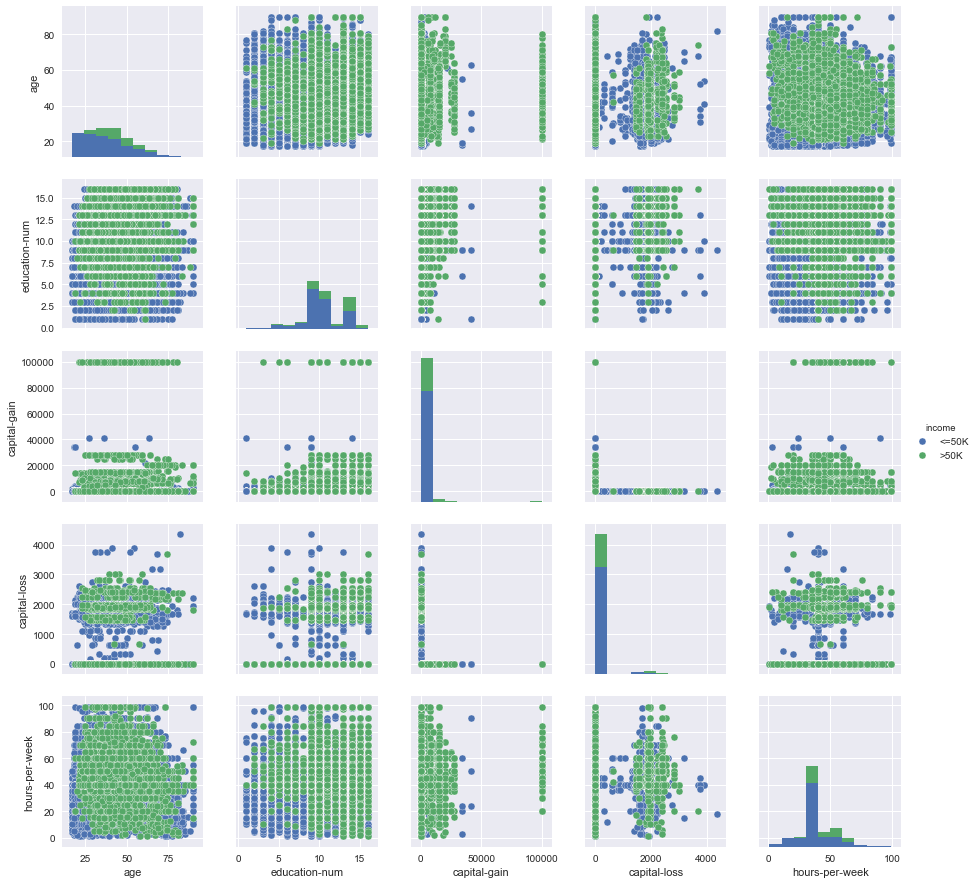 80
60
40
20
age
15.0
12.5
10.0
7.5
5.0
2.5
0.0
education-num
100000
80000
60000
40000
20000
0
capital-gain
income
<=50K
>50K
4000
3000
2000
1000
0
capital-loss
100
80
60
40
20
0
hours-per-week
25 50 75
0 5 10 15
0 50000 100000
0 2000 4000
0 50 100
age
education-num
capital-gain
capital-loss
hours-per-week